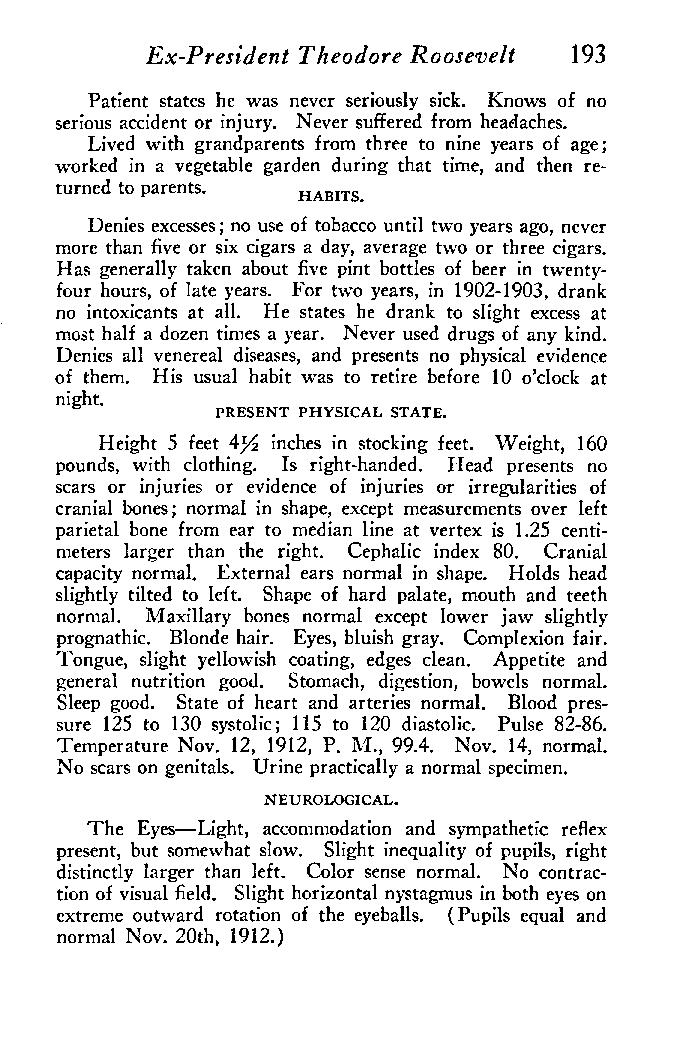 Ex-President Theodore Roosevelt 193
Patient states he was never seriously sick. Knows of no
serious accident or injury. Never suffered from headaches.
Lived with grandparents from three to nine years of age;
worked in a vegetable garden during that time, and then re-
turned to parents.
HABITS.
Denies excesses; no use of tobacco until two years ago, never
more than five or six cigars a day, average two or three cigars.
Has generally taken about five pint bottles of beer in twenty-
four hours, of late years. For two years, in 1902-1903, drank
no intoxicants at all. He states he drank to slight excess at
most half a dozen times a year. Never used drugs of any kind.
Denies all venereal diseases, and presents no physical evidence
of them. His usual habit was to retire before 10 o'clock at
night.
PRESENT PHYSICAL STATE.
Height 5 feet 4½ inches in stocking feet. Weight, 160
pounds, with clothing. Is right-handed. Head presents no
scars or injuries or evidence of injuries or irregularities of
cranial bones; normal in shape, except measurements over left
parietal bone from ear to median line at vertex is 1.25 centi-
meters larger than the right. Cephalic index 80. Cranial
capacity normal. External ears normal in shape. Holds head
slightly tilted to left. Shape of hard palate, mouth and teeth
normal. Maxillary bones normal except lower jaw slightly
prognathic. Blonde hair. Eyes, bluish gray. Complexion fair.
Tongue, slight yellowish coating, edges clean. Appetite and
general nutrition good. Stomach, digestion, bowels normal.
Sleep good. State of heart and arteries normal. Blood pres-
sure 125 to 130 systolic; 115 to 120 diastolic. Pulse 82-86.
Temperature Nov. 12, 1912, P. M., 99.4. Nov. 14, normal.
No scars on genitals. Urine practically a normal specimen.
NEUROLOGICAL.
The Eyes—Light, accommodation and sympathetic reflex
present, but somewhat slow. Slight inequality of pupils, right
distinctly larger than left. Color sense normal. No contrac-
tion of visual field. Slight horizontal nystagmus in both eyes on
extreme outward rotation of the eyeballs. (Pupils equal and
normal Nov. 20th, 1912.)